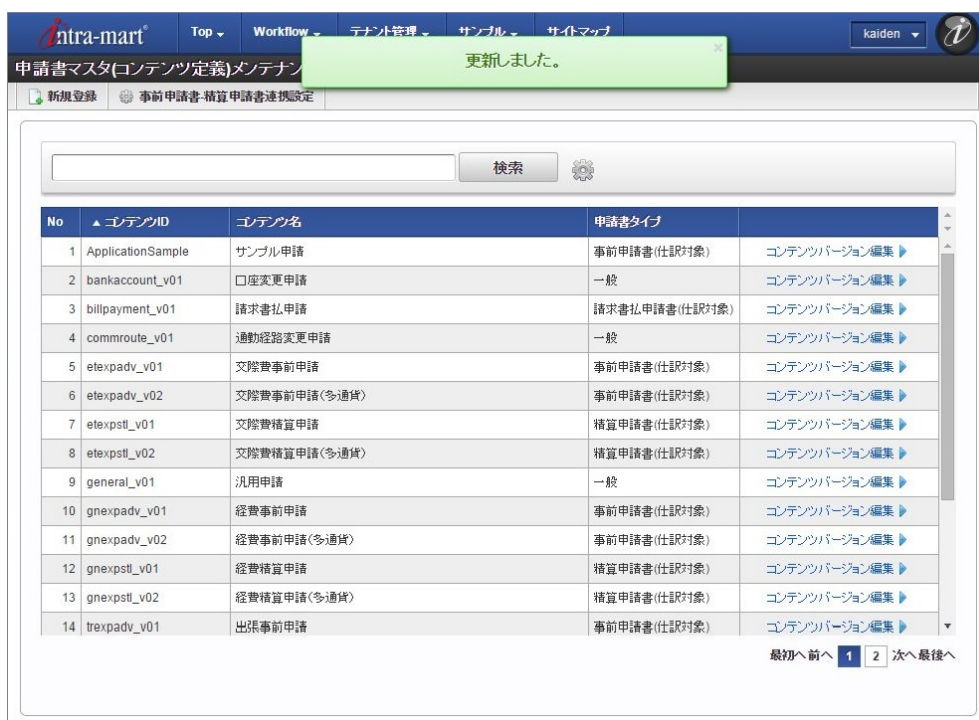 intra-mart® Top Workflow テナント管理 サンプル サイトマップ kaiden
更新しました。
申請書マスタ(コンテンツ定義)メンテナン
新規登録 事前申請書-精算申請書連携設定
検索
No ▲ コンテンツID コンテンツ名 申請書タイプ
1 ApplicationSample サンプル申請 事前申請書(仕訳対象) コンテンツバージョン編集
2 bankaccount_v01 口座変更申請 一般 コンテンツバージョン編集
3 billpayment_v01 請求書払申請 請求書払申請書(仕訳対象) コンテンツバージョン編集
4 commroute_v01 通勤経路変更申請 一般 コンテンツバージョン編集
5 etexpadv_v01 交際費事前申請 事前申請書(仕訳対象) コンテンツバージョン編集
6 etexpadv_v02 交際費事前申請(多通貨) 事前申請書(仕訳対象) コンテンツバージョン編集
7 etexpstl_v01 交際費精算申請 精算申請書(仕訳対象) コンテンツバージョン編集
8 etexpstl_v02 交際費精算申請(多通貨) 精算申請書(仕訳対象) コンテンツバージョン編集
9 general_v01 汎用申請 一般 コンテンツバージョン編集
10 gnexpadv_v01 経費事前申請 事前申請書(仕訳対象) コンテンツバージョン編集
11 gnexpadv_v02 経費事前申請(多通貨) 事前申請書(仕訳対象) コンテンツバージョン編集
12 gnexpstl_v01 経費精算申請 精算申請書(仕訳対象) コンテンツバージョン編集
13 gnexpstl_v02 経費精算申請(多通貨) 精算申請書(仕訳対象) コンテンツバージョン編集
14 trexpadv_v01 出張事前申請 事前申請書(仕訳対象) コンテンツバージョン編集
最初へ 前へ 1 2 次へ 最後へ